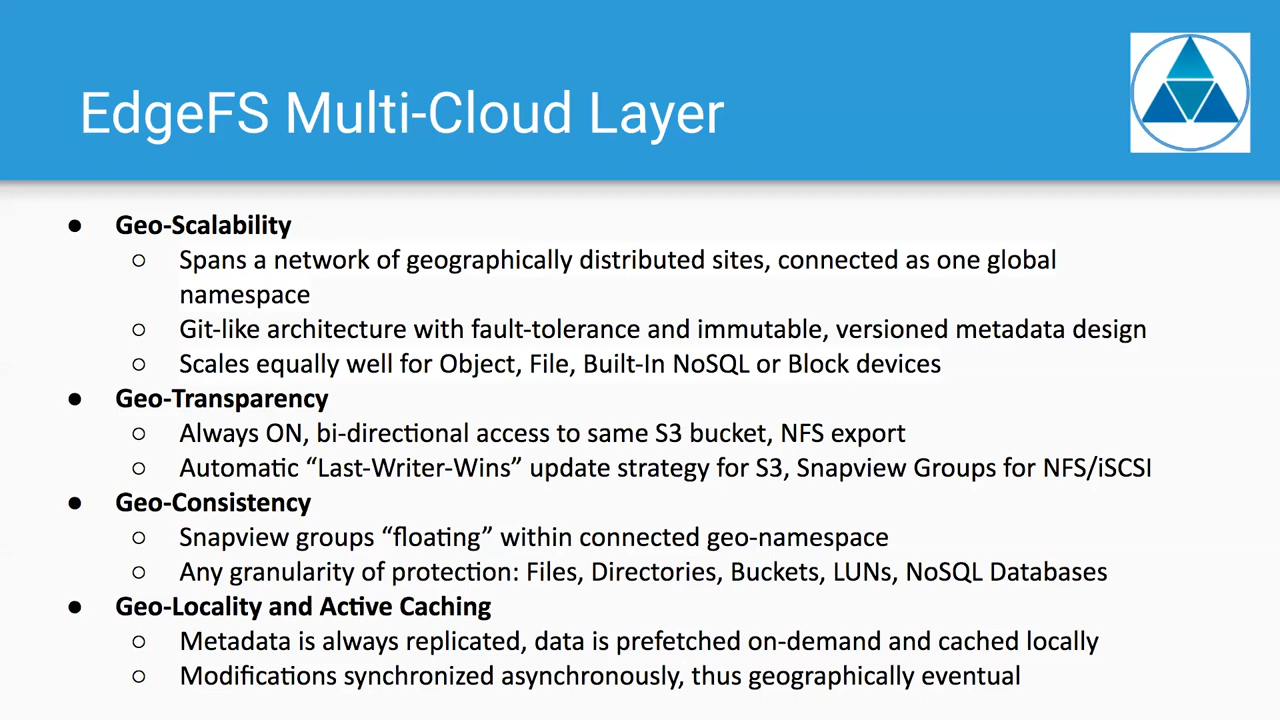 EdgeFS Multi-Cloud Layer
● Geo-Scalability
○ Spans a network of geographically distributed sites, connected as one global
namespace
○ Git-like architecture with fault-tolerance and immutable, versioned metadata design
○ Scales equally well for Object, File, Built-In NoSQL or Block devices
● Geo-Transparency
○ Always ON, bi-directional access to same S3 bucket, NFS export
○ Automatic “Last-Writer-Wins” update strategy for S3, Snapview Groups for NFS/iSCSI
● Geo-Consistency
○ Snapview groups “floating” within connected geo-namespace
○ Any granularity of protection: Files, Directories, Buckets, LUNs, NoSQL Databases
● Geo-Locality and Active Caching
○ Metadata is always replicated, data is prefetched on-demand and cached locally
○ Modifications synchronized asynchronously, thus geographically eventual